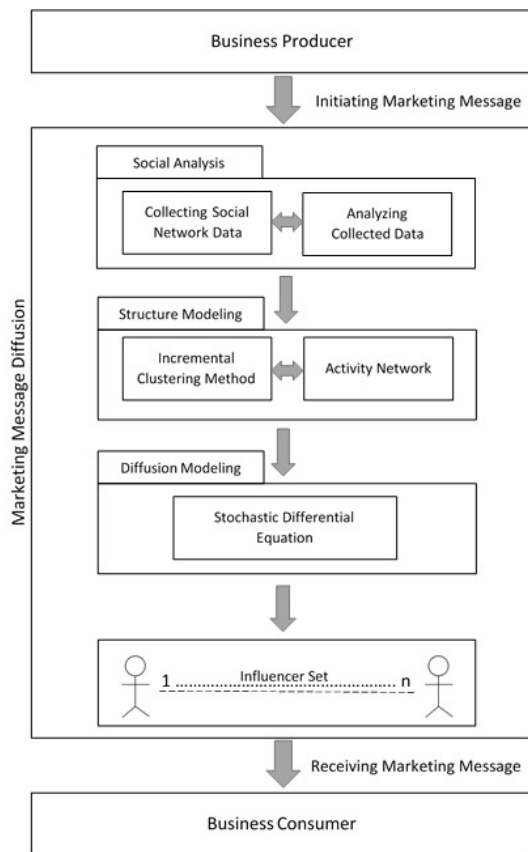 Business Producer
Initiating Marketing Message
Marketing Message Diffusion
Social Analysis
Collecting Social
Network Data
Analyzing
Collected Data
Structure Modeling
Incremental
Clustering Method
Activity Network
Diffusion Modeling
Stochastic Differential
Equation
Influencer Set
1 ........................................................ n
Receiving Marketing Message
Business Consumer